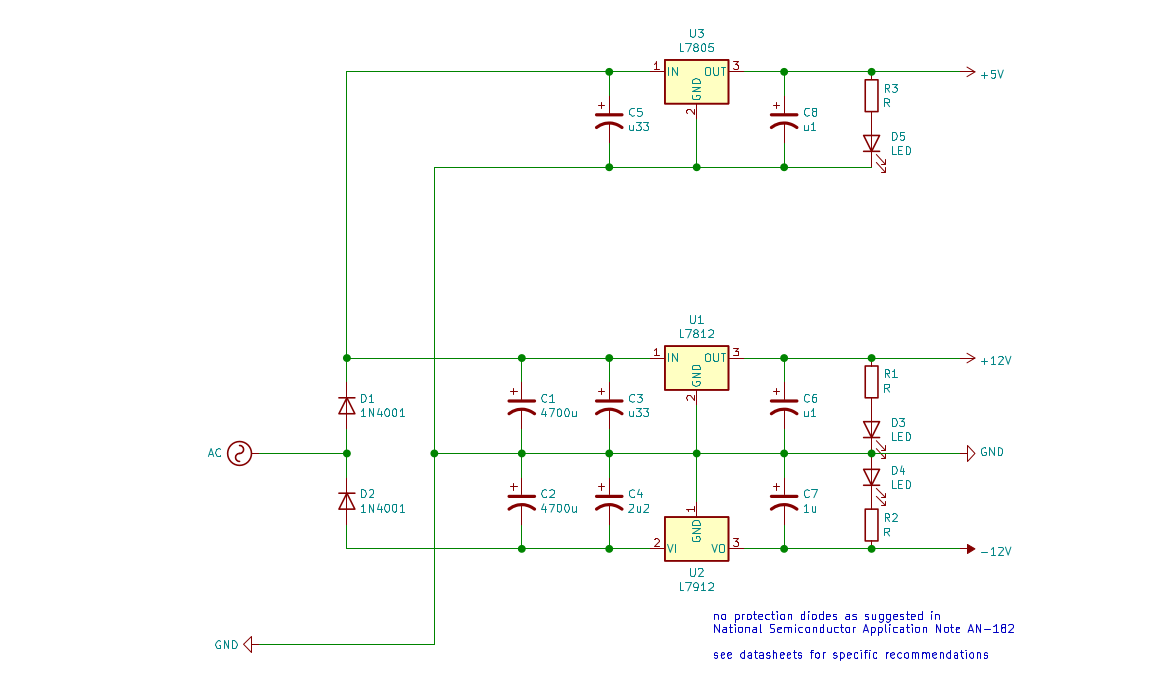 U3
L7805
1 IN OUT 3
GND
2
+5V
+ C5
u33
+ C8
u1
R3
R
D5
LED
U1
L7812
1 IN OUT 3
GND
2
+12V
D1
1N4001
+ C1
4700u
+ C3
u33
+ C6
u1
R1
R
D3
LED
AC
GND
D2
1N4001
+ C2
4700u
+ C4
2u2
+ C7
1u
D4
LED
R2
R
1
GND
2 VI VO 3
-12V
U2
L7912
no protection diodes as suggested in
National Semiconductor Application Note AN-182
see datasheets for specific recommendations
GND